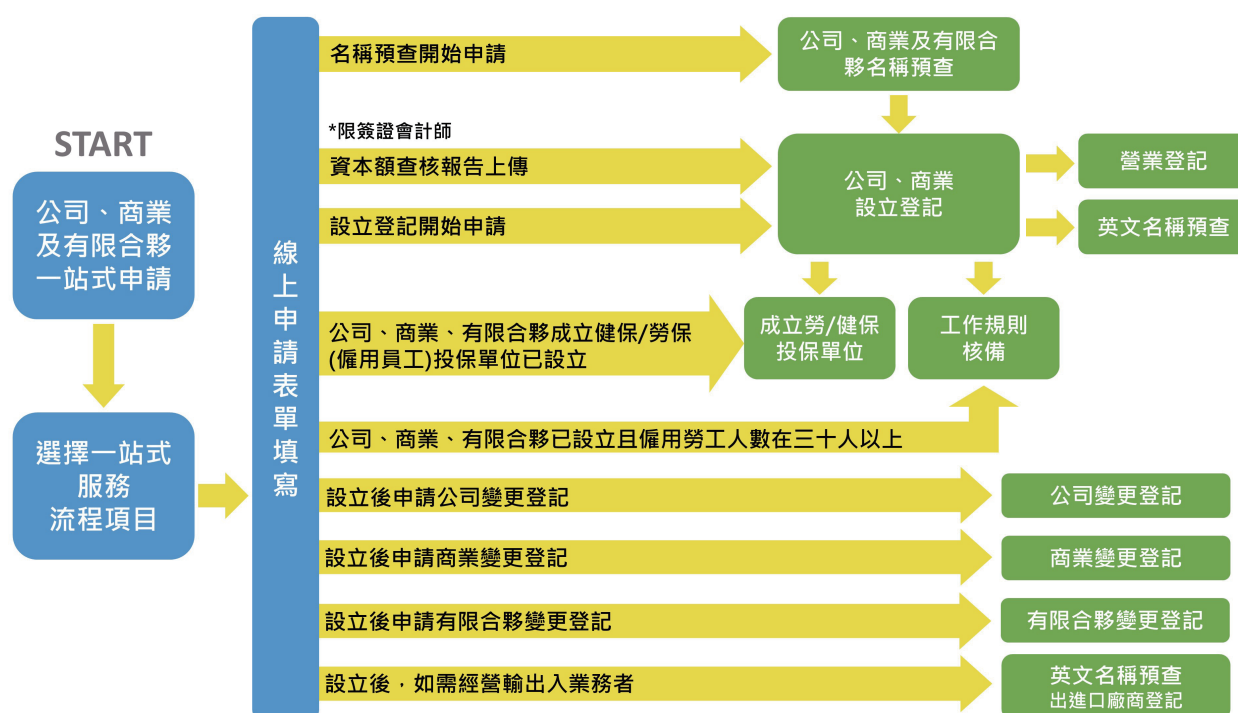 START
公司、商業
及有限合夥
一站式申請
選擇一站式
服務
流程項目
線上申請表單填寫
名稱預查開始申請
公司、商業及有限合
夥名稱預查
*限簽證會計師
資本額查核報告上傳
設立登記開始申請
公司、商業
設立登記
營業登記
英文名稱預查
公司、商業、有限合夥成立健保/勞保
(僱用員工)投保單位已設立
成立勞/健保
投保單位
工作規則
核備
公司、商業、有限合夥已設立且僱用勞工人數在三十人以上
設立後申請公司變更登記
公司變更登記
設立後申請商業變更登記
商業變更登記
設立後申請有限合夥變更登記
有限合夥變更登記
設立後，如需經營輸出入業務者
英文名稱預查
出進口廠商登記